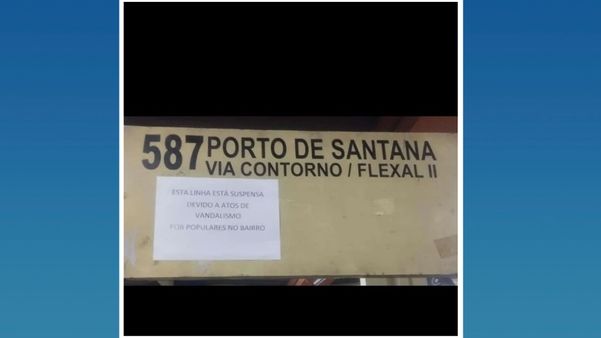 587 PORTO DE SANTANA
VIA CONTORNO / FLEXAL II
ESTA LINHA ESTÁ SUSPENSA
DEVIDO A ATOS DE
VANDALISMO
POR POPULARES NO BAIRRO